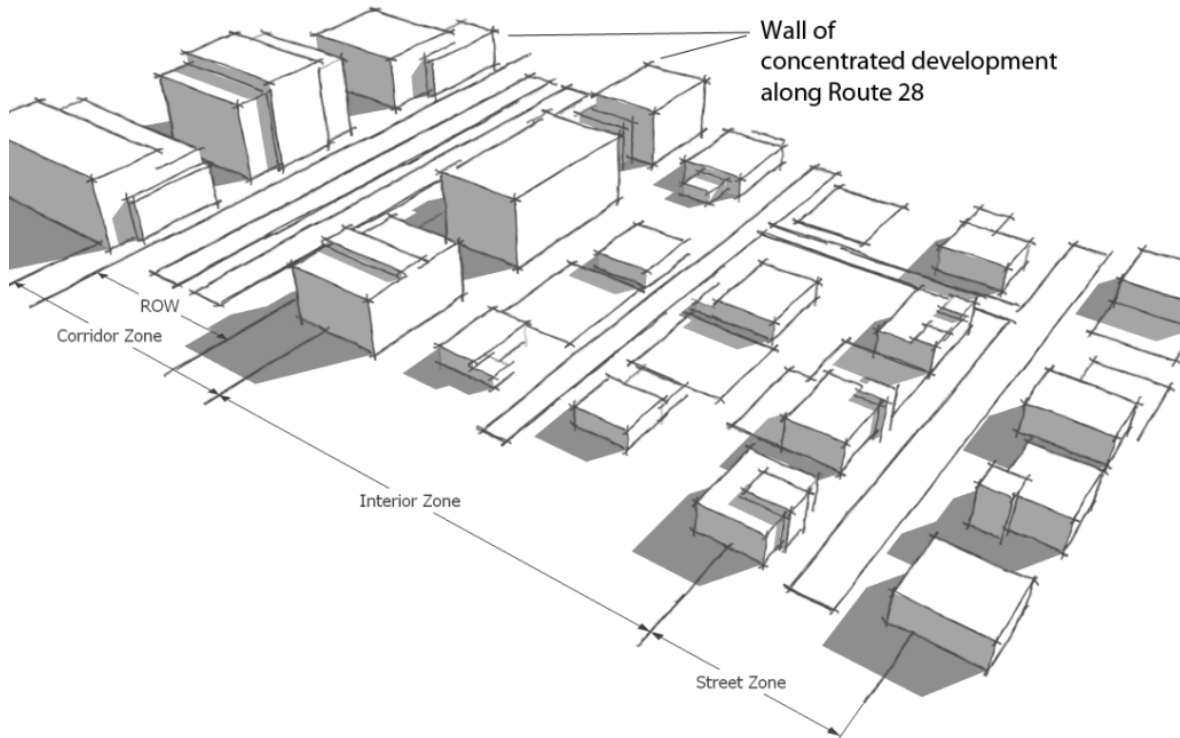 Wall of
concentrated development
along Route 28
ROW
Corridor Zone
Interior Zone
Street Zone